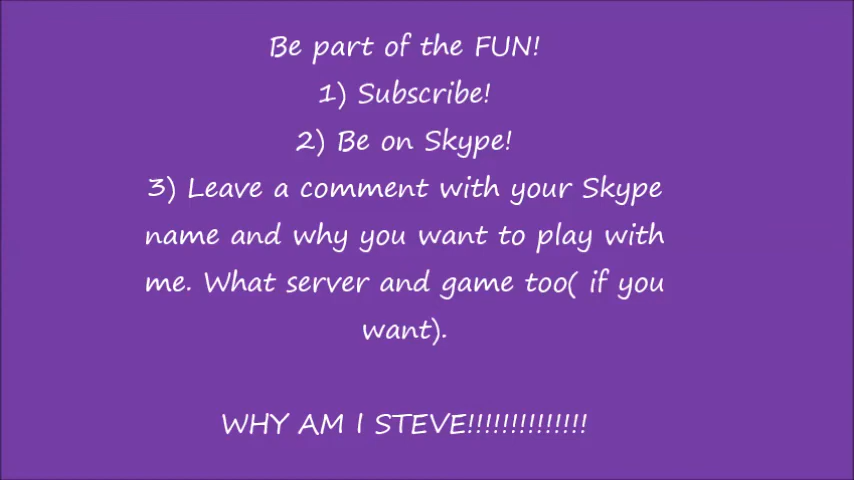 Be part of the FUN!
1) Subscribe!
2) Be on Skype!
3) Leave a comment with your Skype
name and why you want to play with
me. What server and game too( if you
want).
WHY AM I STEVE!!!!!!!!!!!!!!